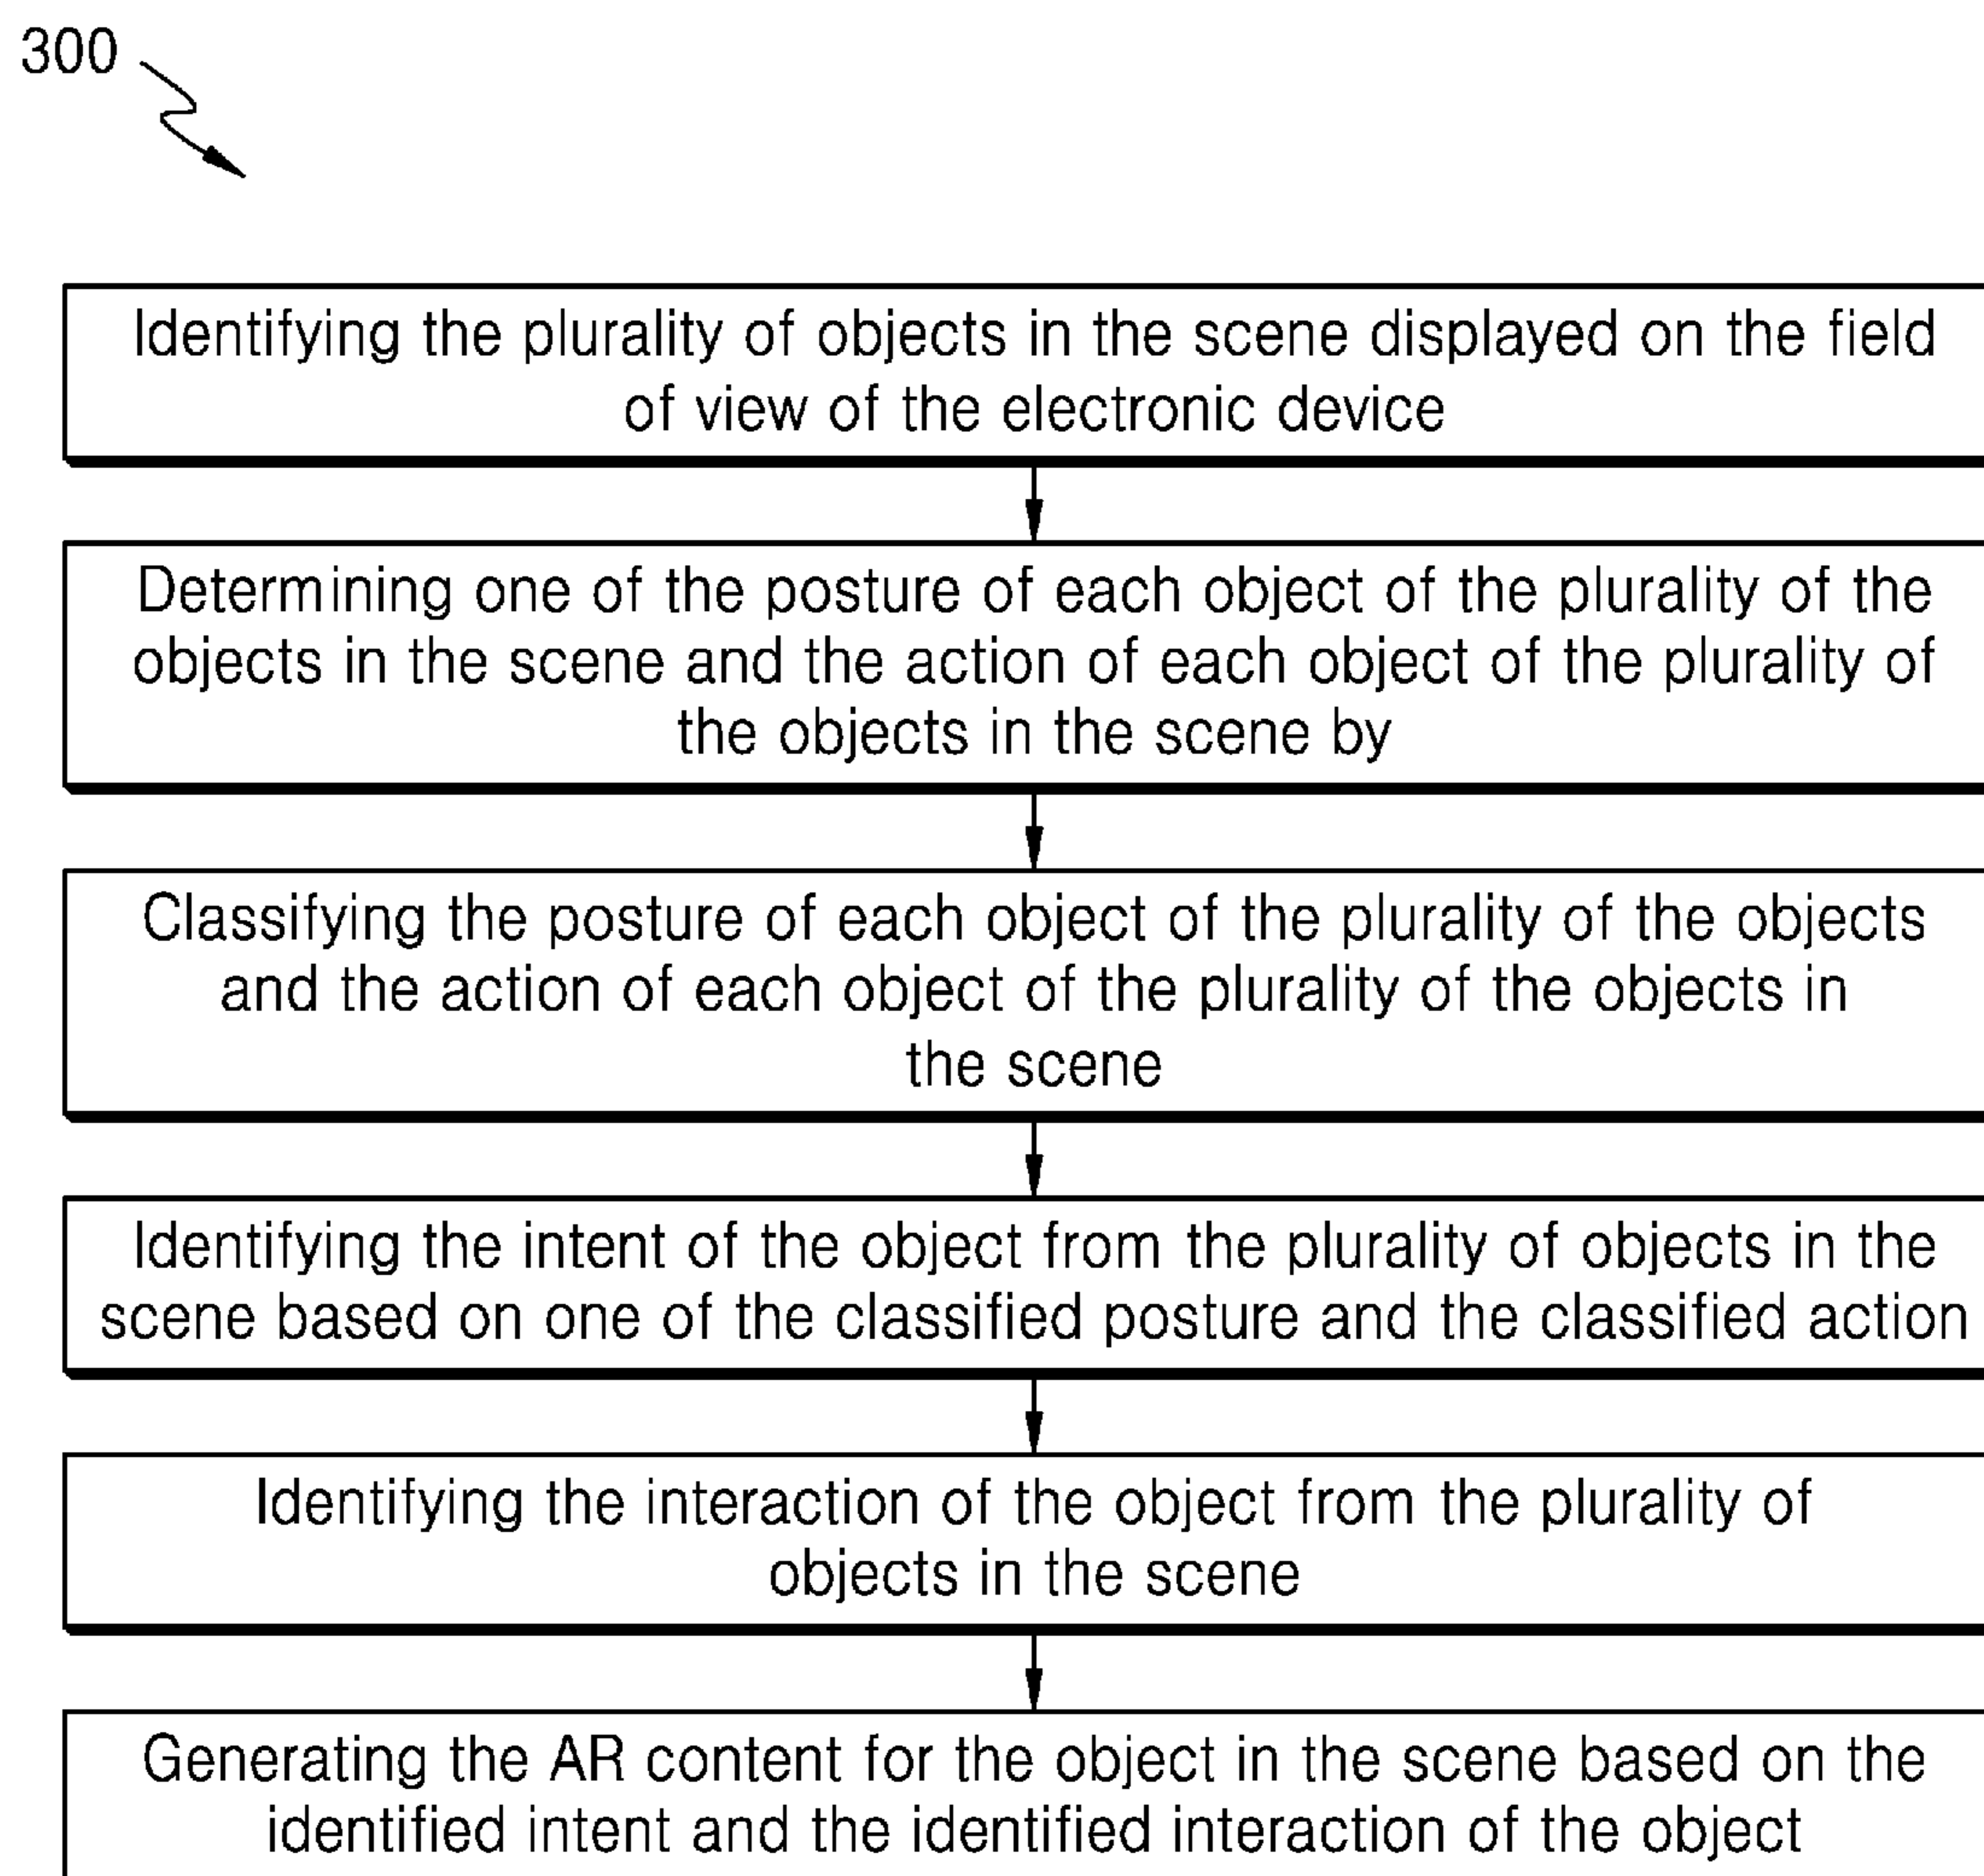 300
Identifying the plurality of objects in the scene displayed on the field
of view of the electronic device
Determining one of the posture of each object of the plurality of the
objects in the scene and the action of each object of the plurality of
the objects in the scene by
Classifying the posture of each object of the plurality of the objects
and the action of each object of the plurality of the objects in
the scene
Identifying the intent of the object from the plurality of objects in the
scene based on one of the classified posture and the classified action
Identifying the interaction of the object from the plurality of
objects in the scene
Generating the AR content for the object in the scene based on the
identified intent and the identified interaction of the object